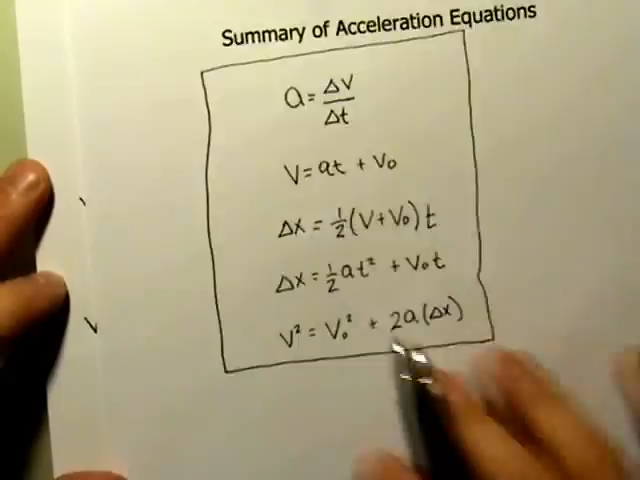 Summary of Acceleration Equations
a = Δv/Δt
v = at + v₀
Δx = ½(v + v₀)t
Δx = ½at² + v₀t
v² = v₀² + 2a(Δx)